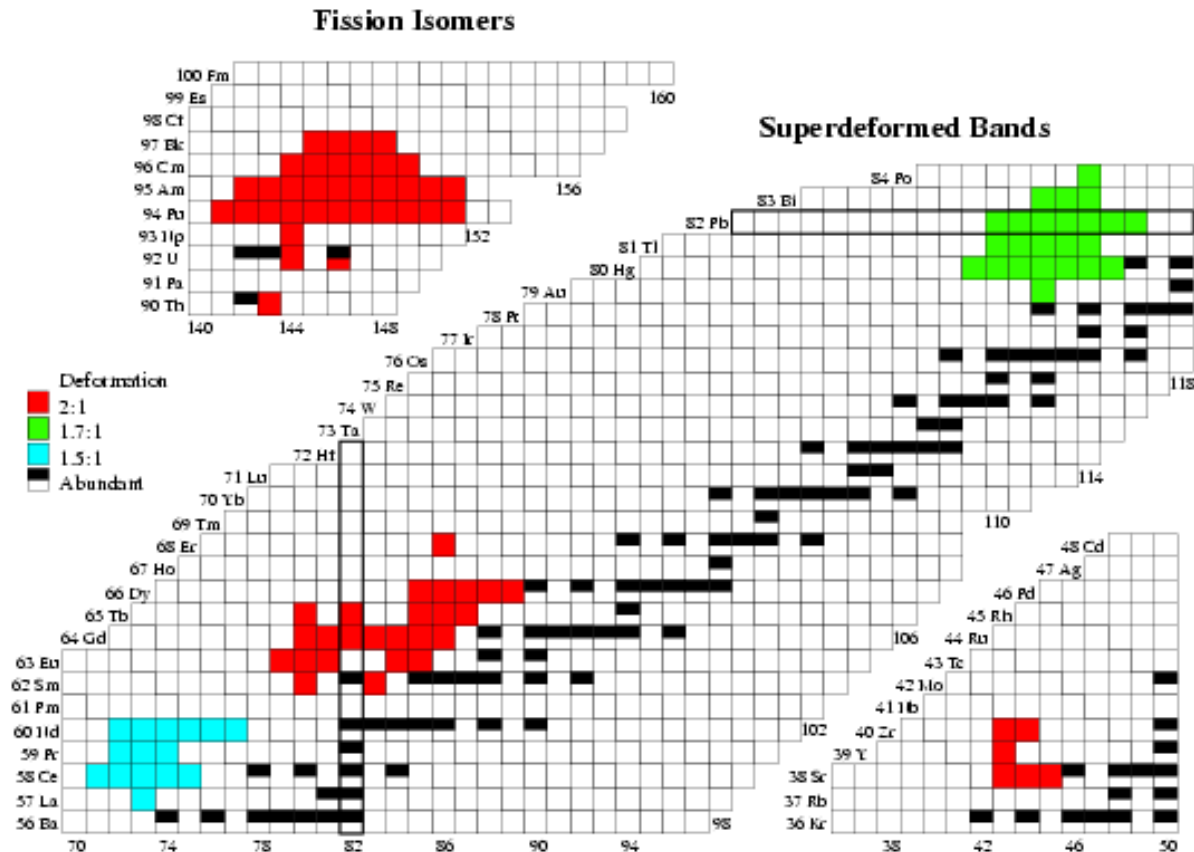 Fission Isomers
100 Fm
99 Es
160
98 Cf
97 Bk
96 Cm
156
95 Am
94 Pu
152
93 Np
92 U
91 Pa
90 Th
140
144
148
Superdeformed Bands
84 Po
83 Bi
82 Pb
81 Tl
80 Hg
79 Au
78 Pt
77 Ir
76 Os
118
75 Re
74 W
73 Ta
72 Hf
114
71 Lu
70 Yb
110
69 Tm
68 Er
67 Ho
66 Dy
65 Tb
64 Gd
106
63 Eu
62 Sm
61 Pm
60 Nd
102
59 Pr
58 Ce
57 La
56 Ba
98
70
74
78
82
86
90
94
Deformation
2:1
1.7:1
1.5:1
Abundant
48 Cd
47 Ag
46 Pd
45 Rh
44 Ru
43 Tc
42 Mo
41 Nb
40 Zr
39 Y
38 Sr
37 Rb
36 Kr
38
42
46
50